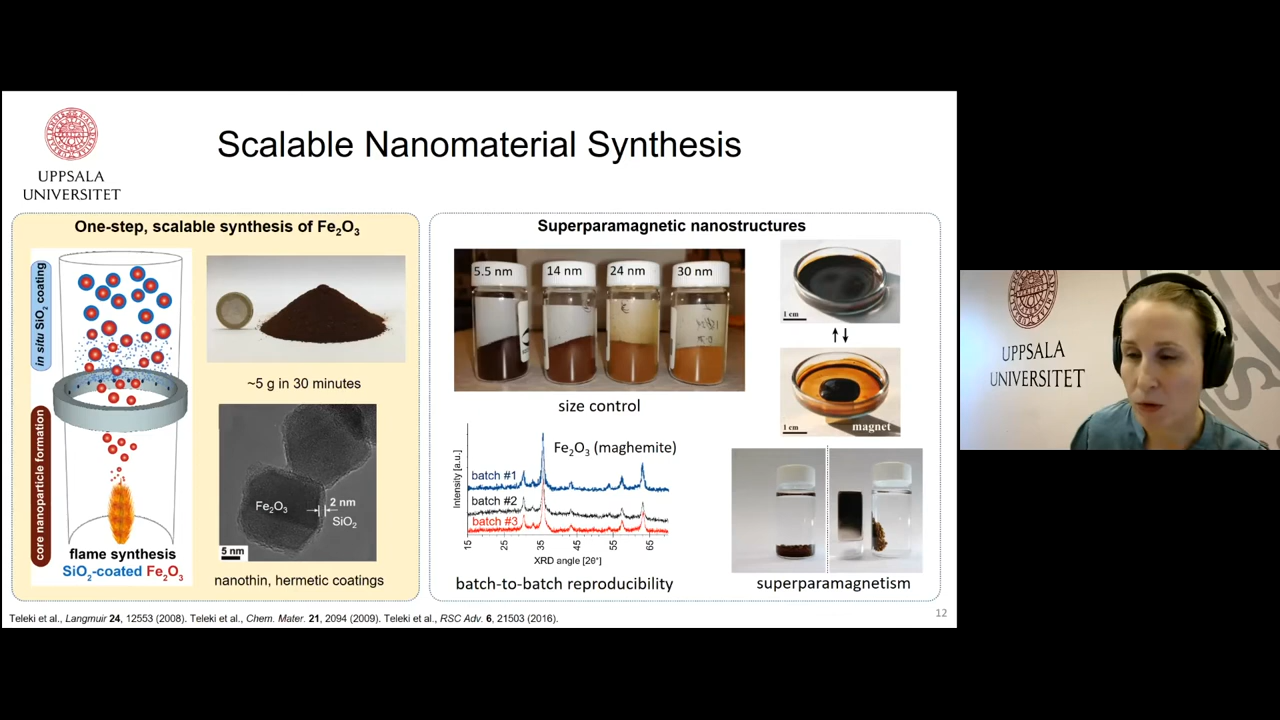 UPPSALA
UNIVERSITET
Scalable Nanomaterial Synthesis
One-step, scalable synthesis of Fe₂O₃
in situ SiO₂ coating
core nanoparticle formation
flame synthesis
SiO₂-coated Fe₂O₃
~5 g in 30 minutes
Fe₂O₃
2 nm
SiO₂
5 nm
nanothin, hermetic coatings
Superparamagnetic nanostructures
5.5 nm
14 nm
24 nm
30 nm
size control
Fe₂O₃ (maghemite)
Intensity [a.u.]
batch #1
batch #2
batch #3
15
25
35
45
55
65
XRD angle [2θ°]
batch-to-batch reproducibility
1 cm
1 cm
magnet
superparamagnetism
Teleki et al., Langmuir 24, 12553 (2008). Teleki et al., Chem. Mater. 21, 2094 (2009). Teleki et al., RSC Adv. 6, 21503 (2016).
12
UPPSALA
UNIVERSITET